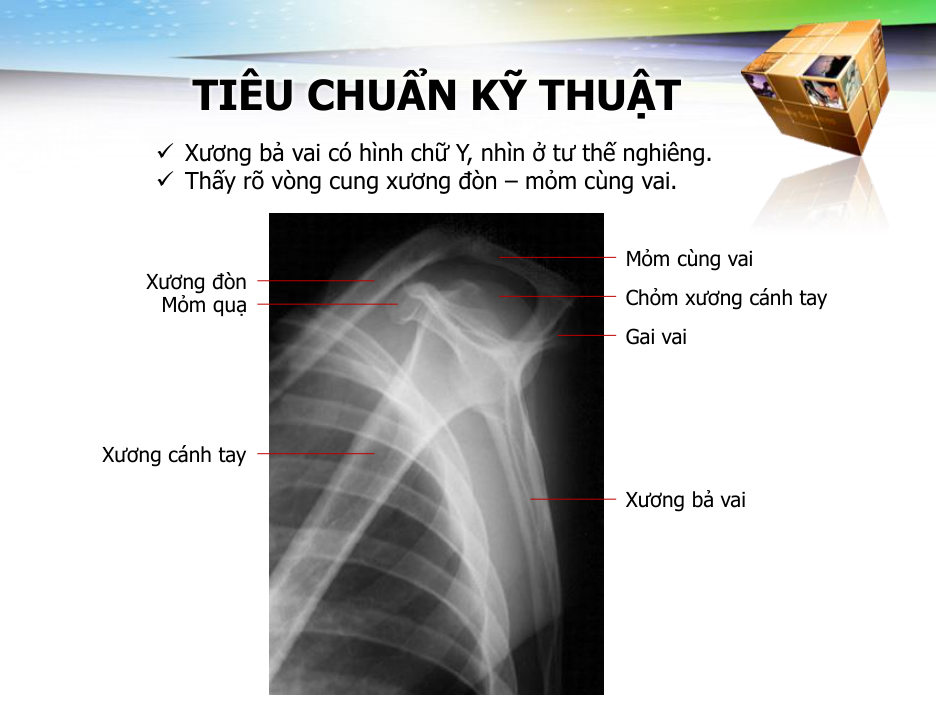 TIÊU CHUẨN KỸ THUẬT
✓ Xương bả vai có hình chữ Y, nhìn ở tư thế nghiêng.
✓ Thấy rõ vòng cung xương đòn – mỏm cùng vai.
Xương đòn
Mỏm quạ
Xương cánh tay
Mỏm cùng vai
Chỏm xương cánh tay
Gai vai
Xương bả vai